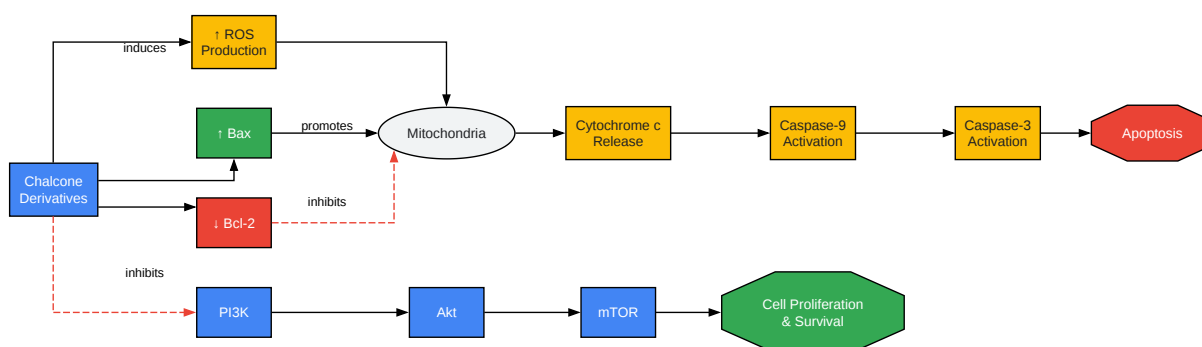 ↑ ROS
Production
induces
↑ Bax
promotes
Mitochondria
Cytochrome c
Release
Caspase-9
Activation
Caspase-3
Activation
Apoptosis
Chalcone
Derivatives
↓ Bcl-2
inhibits
inhibits
PI3K
Akt
mTOR
Cell Proliferation
& Survival